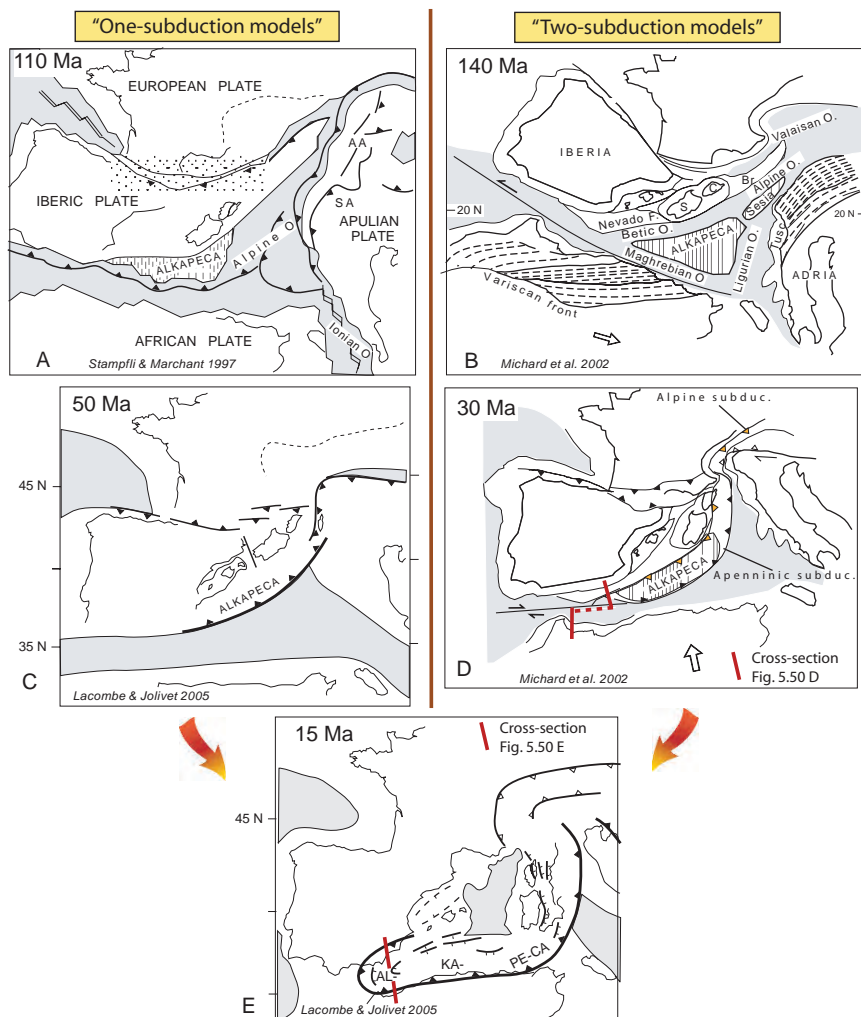 “One-subduction models”
“Two-subduction models”
110 Ma
EUROPEAN PLATE
AA
IBERIC PLATE
SA
APULIAN
PLATE
ALKAPECA
Alpine O.
AFRICAN PLATE
Ionian O
A
Stampfli & Marchant 1997
140 Ma
Valaisan O.
IBERIA
Br
Alpine O.
Sesia
C
S
20 N
20 N
Nevado F.
Betic O.
ALKAPECA
Tusc
Maghrebian O
Ligurian O.
ADRIA
Variscan front
B
Michard et al. 2002
50 Ma
45 N
ALKAPECA
35 N
C
Lacombe & Jolivet 2005
30 Ma
Alpine subduc.
ALKAPECA
Apenninic subduc.
D
Michard et al. 2002
Cross-section
Fig. 5.50 D
15 Ma
Cross-section
Fig. 5.50 E
45 N
AL-
KA-
PE-CA
E
Lacombe & Jolivet 2005